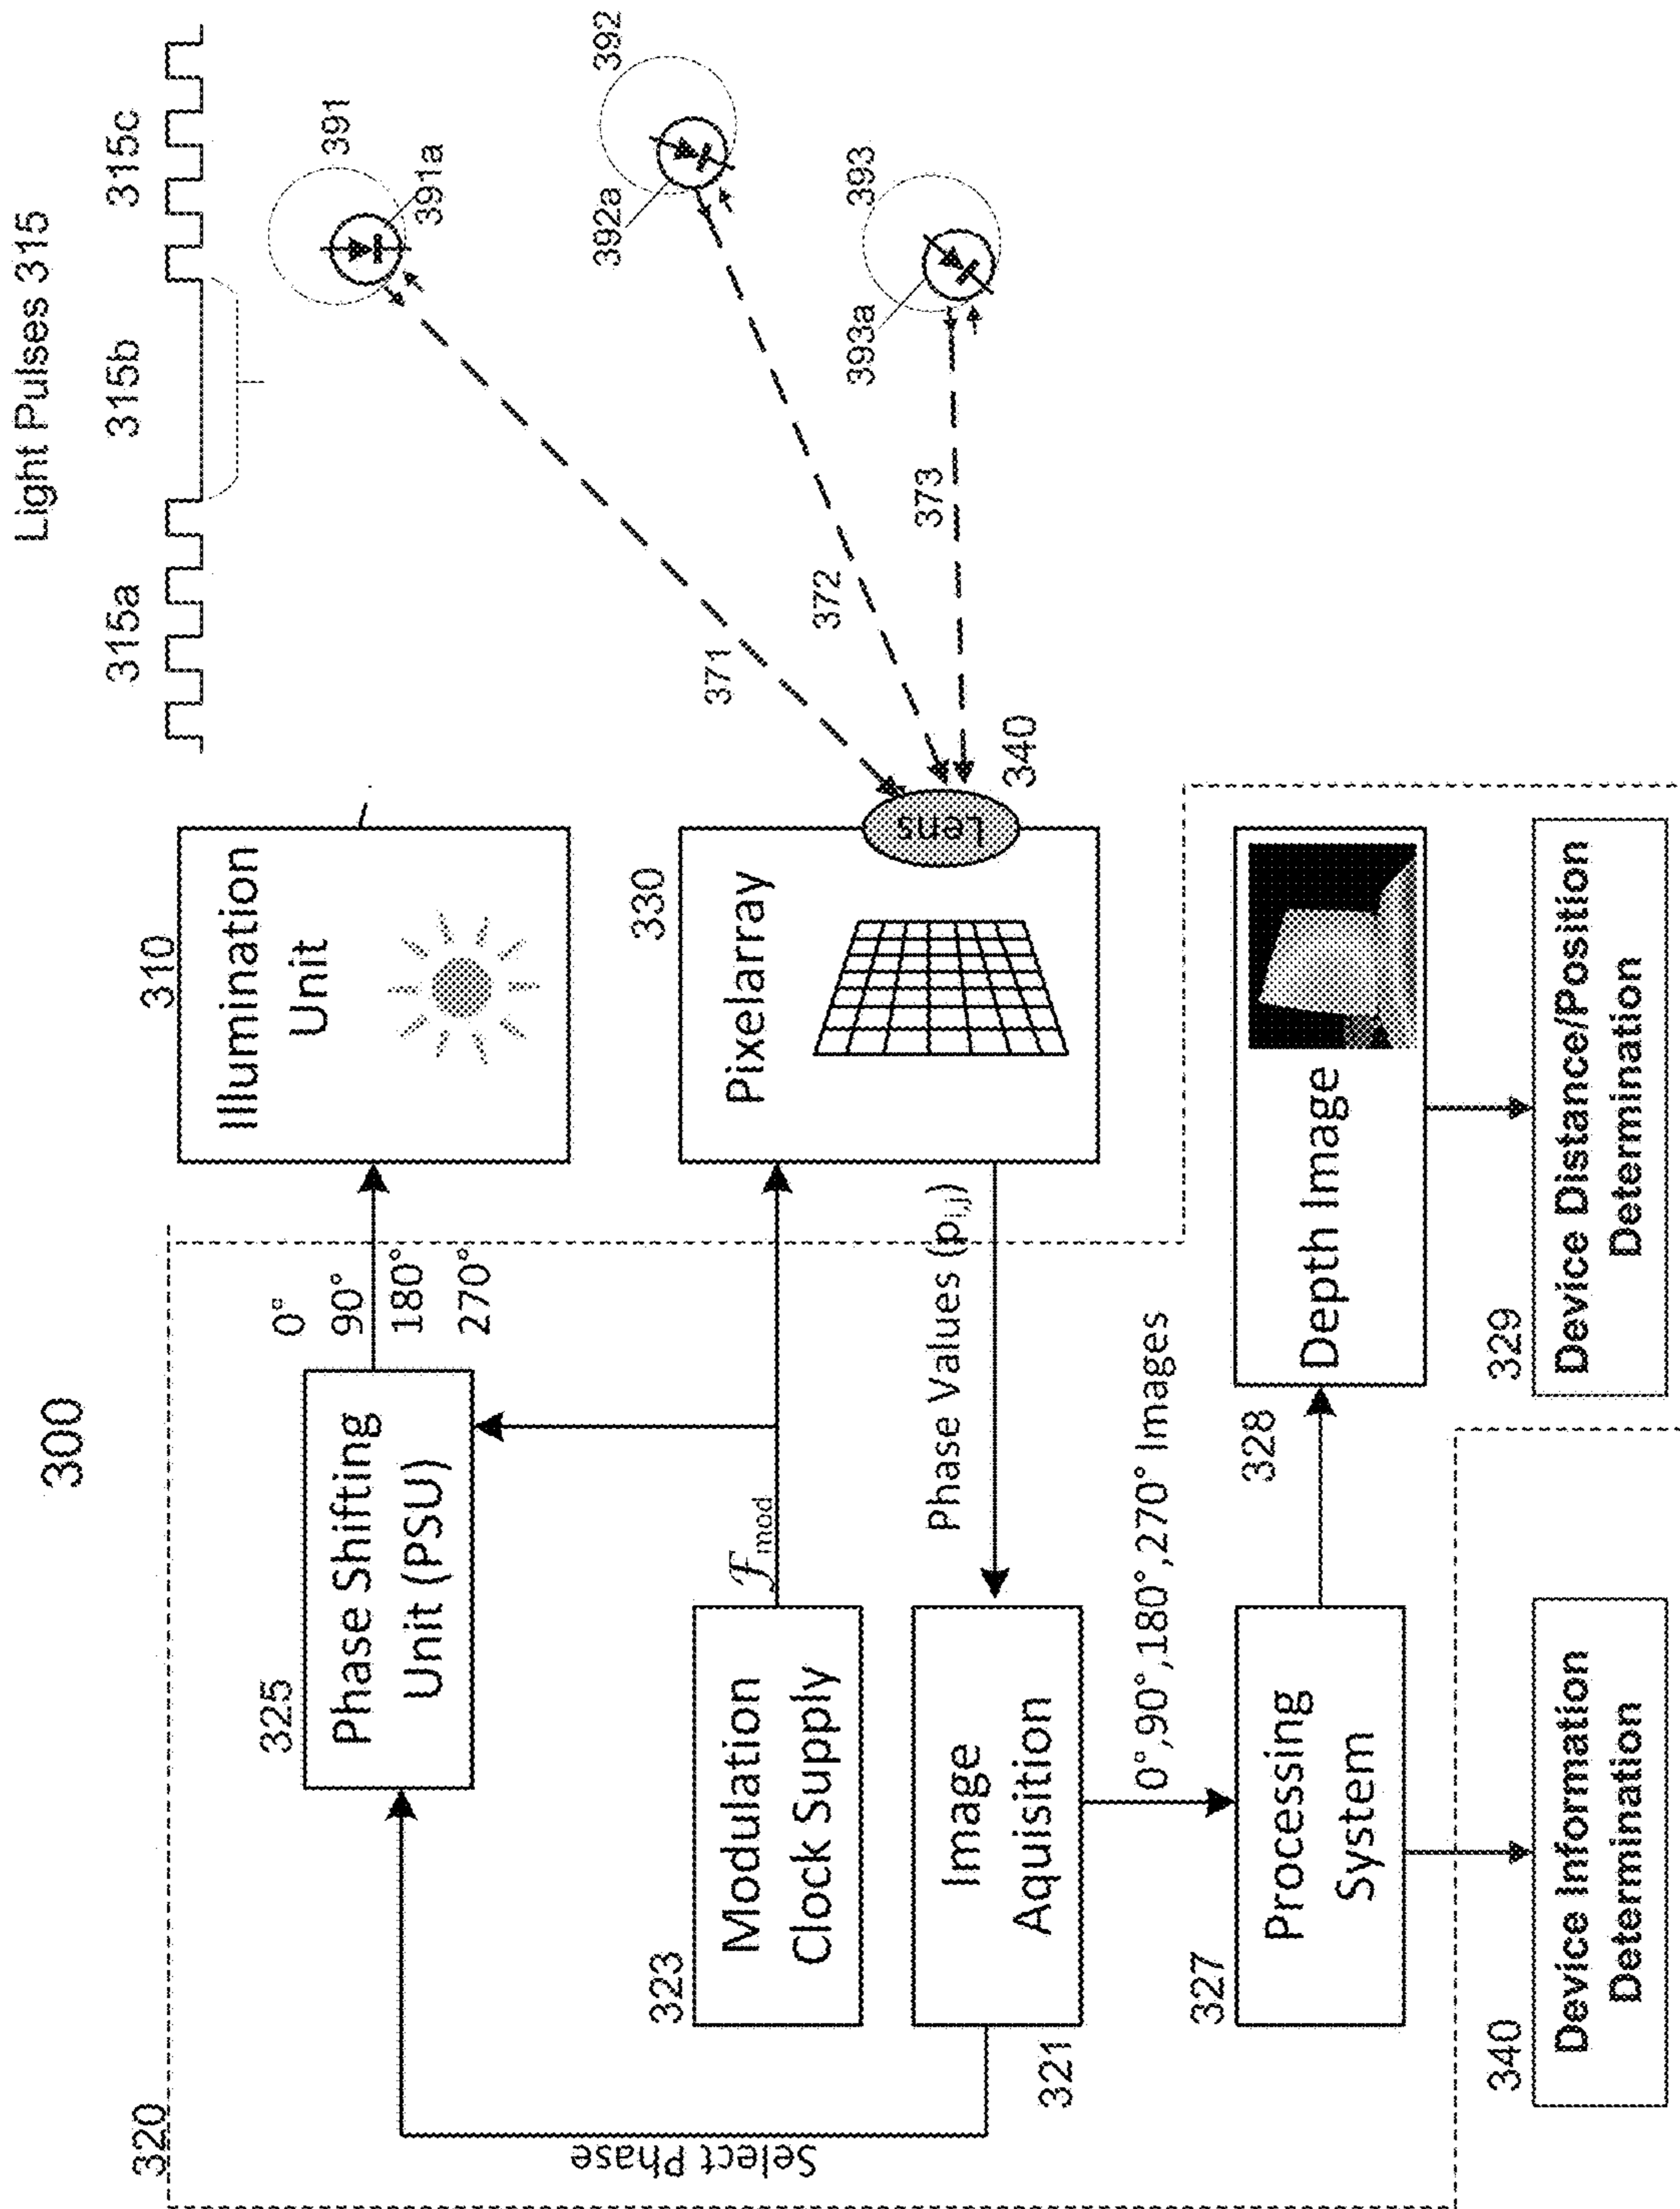 300
Light Pulses 315
315a
315b
315c
320
325
Phase Shifting
Unit (PSU)
0°
90°
180°
270°
310
Illumination
Unit
391
391a
392
392a
393
393a
371
372
373
Select Phase
323
Modulation
Clock Supply
ℱmod
330
Pixelarray
Lens
340
321
Image
Aquisition
Phase Values (pi,j)
0°,90°,180°,270° Images
327
Processing
System
328
Depth Image
340
Device Information
Determination
329
Device Distance/Position
Determination